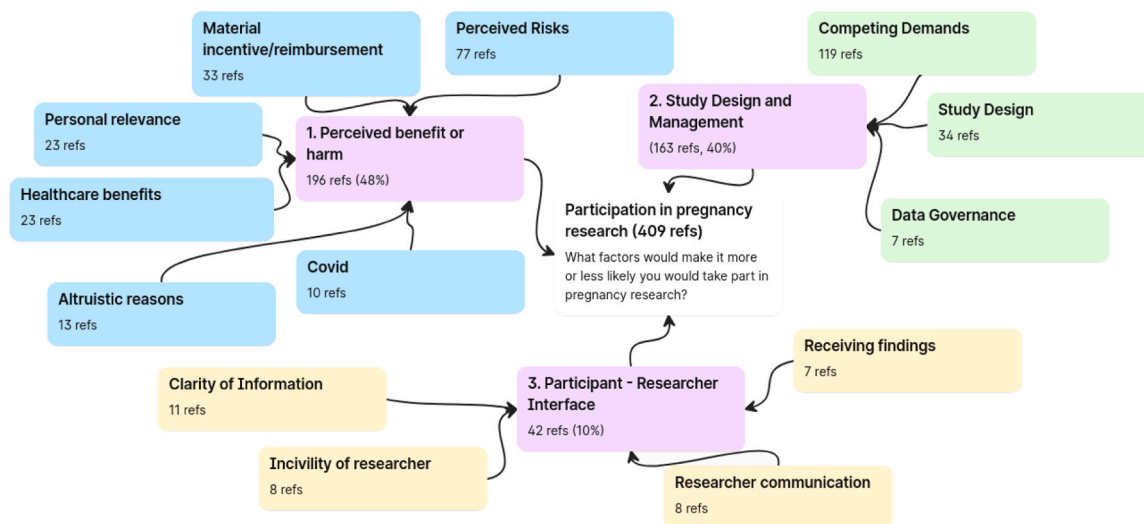 Material
incentive/reimbursement
33 refs
Perceived Risks
77 refs
Competing Demands
119 refs
Personal relevance
23 refs
1. Perceived benefit or
harm
196 refs (48%)
2. Study Design and
Management
(163 refs, 40%)
Study Design
34 refs
Healthcare benefits
23 refs
Participation in pregnancy
research (409 refs)
What factors would make it more
or less likely you would take part in
pregnancy research?
Data Governance
7 refs
Altruistic reasons
13 refs
Covid
10 refs
Receiving findings
7 refs
Clarity of Information
11 refs
3. Participant - Researcher
Interface
42 refs (10%)
Incivility of researcher
8 refs
Researcher communication
8 refs